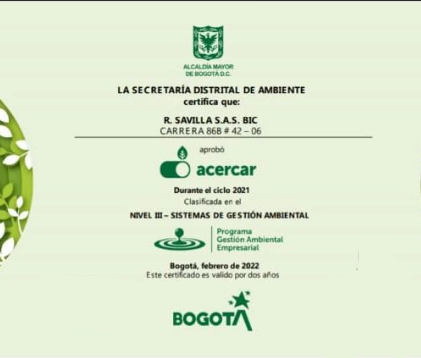 ALCALDÍA MAYOR
DE BOGOTÁ D.C.
LA SECRETARÍA DISTRITAL DE AMBIENTE
certifica que:
R. SAVILLA S.A.S. BIC
CARRERA 86B # 42 – 06
aprobó
acercar
Durante el ciclo 2021
Clasificada en el
NIVEL III – SISTEMAS DE GESTIÓN AMBIENTAL
Programa
Gestión Ambiental
Empresarial
Bogotá, febrero de 2022
Este certificado es valido por dos años
BOGOTÁ